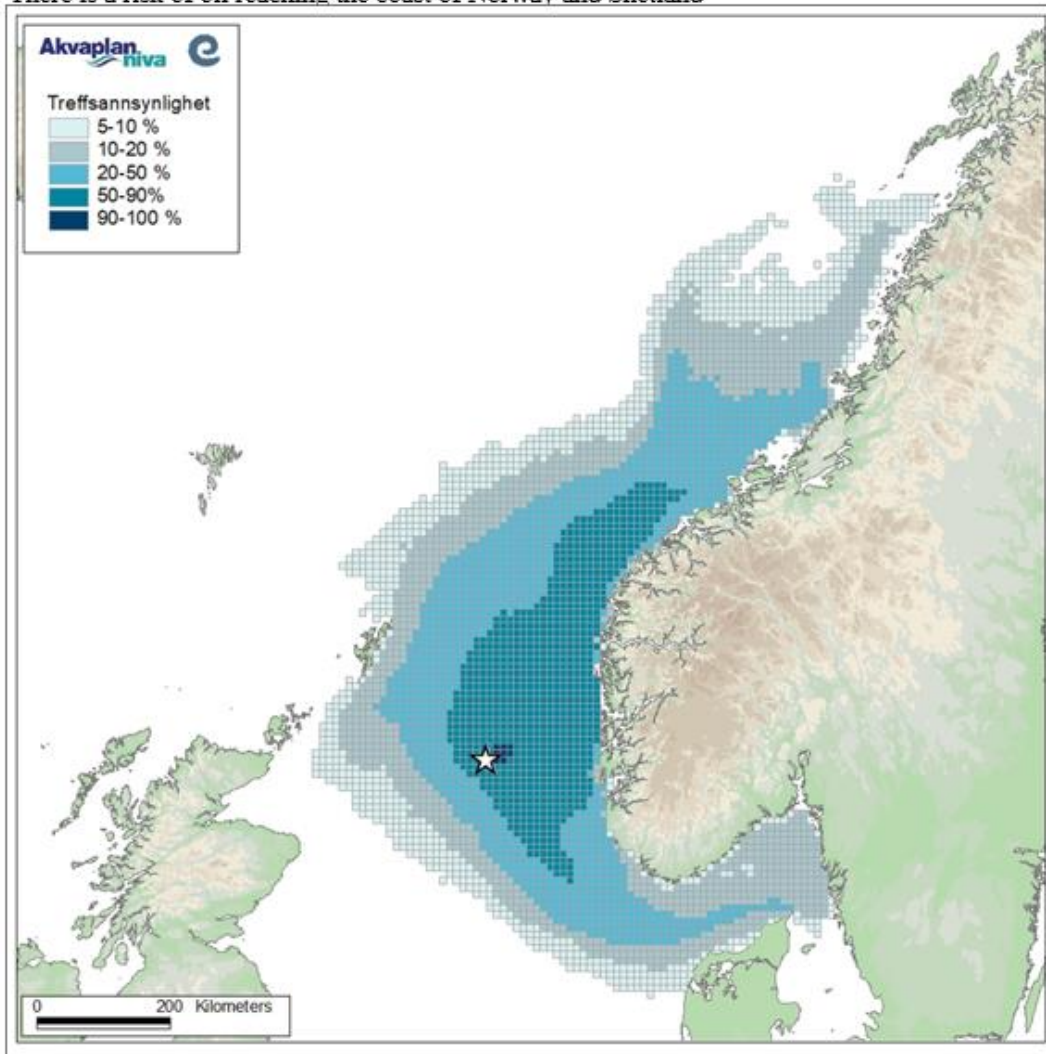 There is a risk of oil reaching the coast of Norway and Shetland
Akvaplan
niva
Treffsannsynlighet
5-10 %
10-20 %
20-50 %
50-90%
90-100 %
0 200 Kilometers